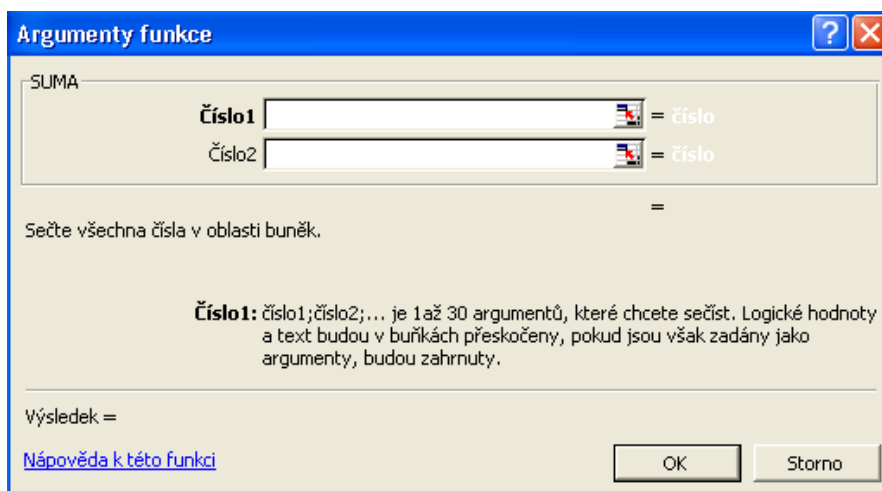 Argumenty funkce
SUMA
Číslo1 = číslo
Číslo2 = číslo
=
Sečte všechna čísla v oblasti buněk.
Číslo1: číslo1;číslo2;... je 1až 30 argumentů, které chcete sečíst. Logické hodnoty
a text budou v buňkách přeskočeny, pokud jsou však zadány jako
argumenty, budou zahrnuty.
Výsledek =
Nápověda k této funkci
OK Storno